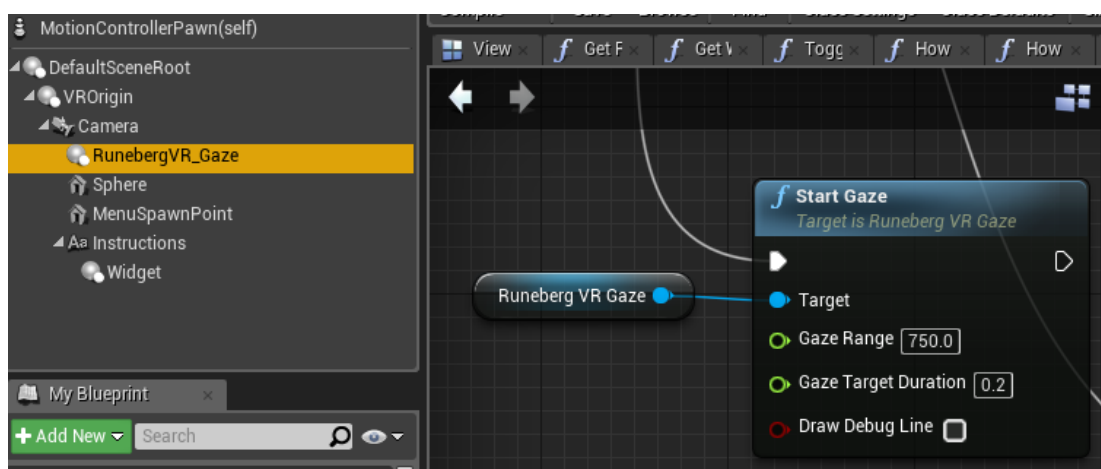 MotionControllerPawn(self)
DefaultSceneRoot
VROrigin
Camera
RunebergVR_Gaze
Sphere
MenuSpawnPoint
Aa Instructions
Widget
My Blueprint
+ Add New
Search
View
f Get F
f Get V
f Togg
f How
f How
f Start Gaze
Target is Runeberg VR Gaze
Runeberg VR Gaze
Target
Gaze Range 750.0
Gaze Target Duration 0.2
Draw Debug Line